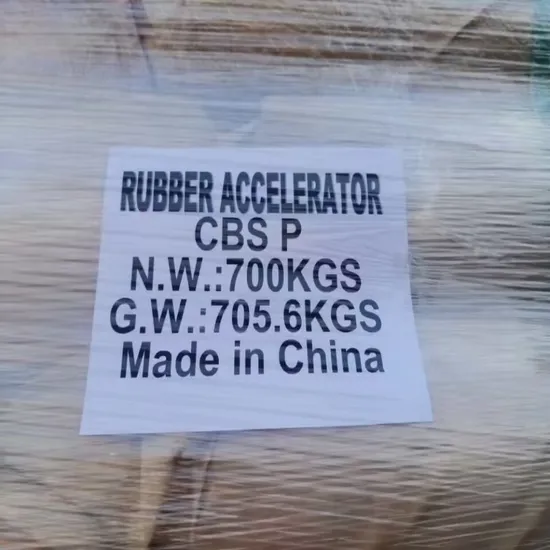 RUBBER ACCELERATOR
CBS P
N.W.:700KGS
G.W.:705.6KGS
Made in China